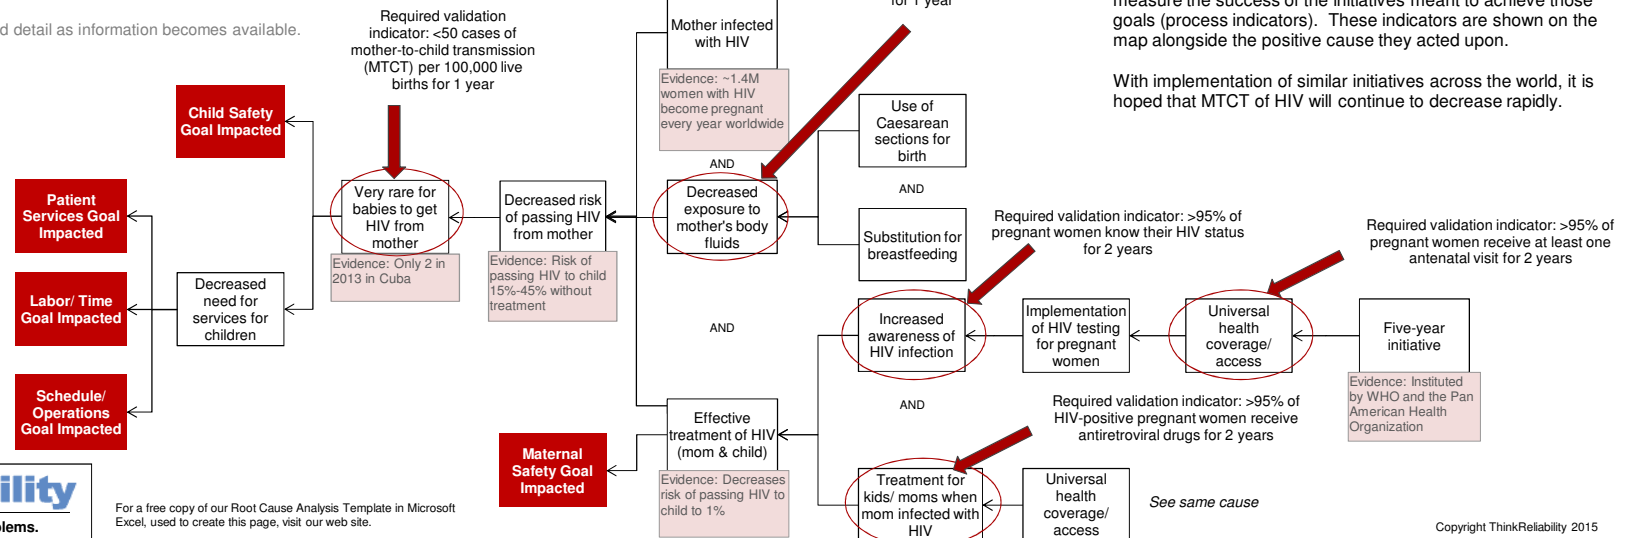 d detail as information becomes available.
Required validation
indicator: <50 cases of
mother-to-child transmission
(MTCT) per 100,000 live
births for 1 year
Mother infected
with HIV
Evidence: ~1.4M
women with HIV
become pregnant
every year worldwide
for 1 year
measure the success of the initiatives meant to achieve those
goals (process indicators). These indicators are shown on the
map alongside the positive cause they acted upon.
With implementation of similar initiatives across the world, it is
hoped that MTCT of HIV will continue to decrease rapidly.
Child Safety
Goal Impacted
Use of
Caesarean
sections for
birth
AND
AND
Patient
Services Goal
Impacted
Very rare for
babies to get
HIV from
mother
Evidence: Only 2 in
2013 in Cuba
Decreased risk
of passing HIV
from mother
Evidence: Risk of
passing HIV to child
15%-45% without
treatment
Decreased
exposure to
mother's body
fluids
Substitution for
breastfeeding
Required validation indicator: >95% of
pregnant women know their HIV status
for 2 years
Required validation indicator: >95% of
pregnant women receive at least one
antenatal visit for 2 years
Labor/ Time
Goal Impacted
Decreased
need for
services for
children
AND
Increased
awareness of
HIV infection
Implementation
of HIV testing
for pregnant
women
Universal
health
coverage/
access
Five-year
initiative
Evidence: Instituted
by WHO and the Pan
American Health
Organization
Schedule/
Operations
Goal Impacted
AND
Required validation indicator: >95% of
HIV-positive pregnant women receive
antiretroviral drugs for 2 years
Maternal
Safety Goal
Impacted
Effective
treatment of HIV
(mom & child)
Evidence: Decreases
risk of passing HIV to
child to 1%
Treatment for
kids/ moms when
mom infected with
HIV
Universal
health
coverage/
access
See same cause
ility
blems.
For a free copy of our Root Cause Analysis Template in Microsoft
Excel, used to create this page, visit our web site.
Copyright ThinkReliability 2015